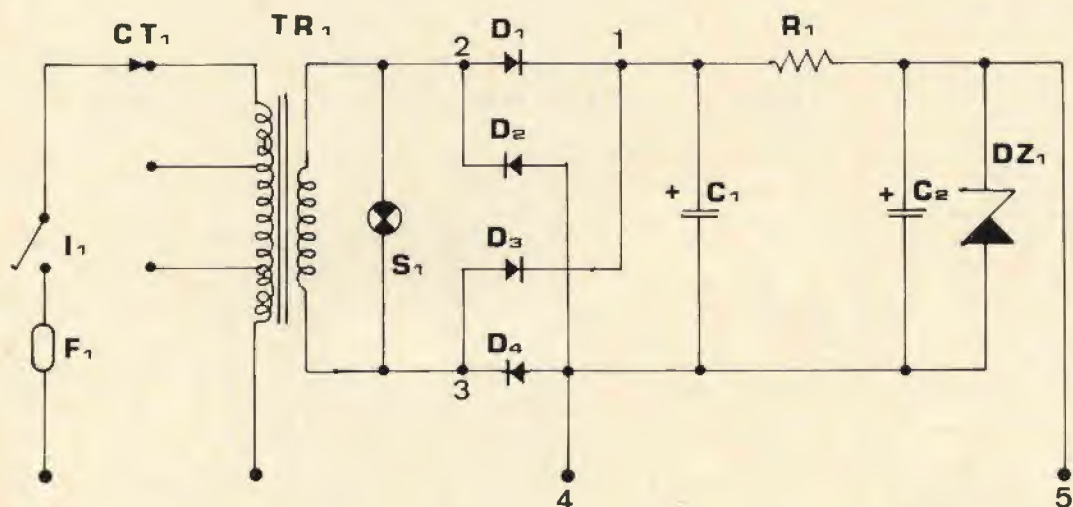 CT₁ TR₁ 2 D₁ 1 R₁
D₂
+ C₁ + C₂ DZ₁
I₁ S₁ D₃
F₁ D₄
3
4 5